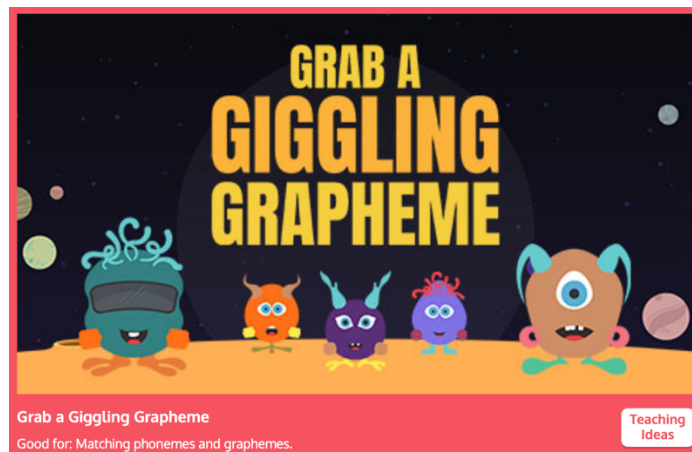 GRAB A
GIGGLING
GRAPHEME
Grab a Giggling Grapheme
Good for: Matching phonemes and graphemes.
Teaching
Ideas